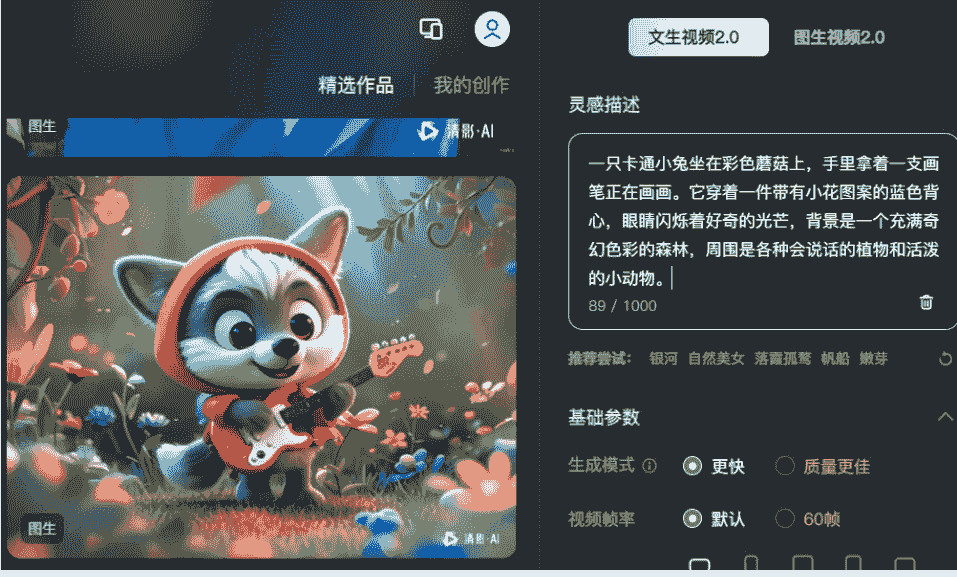 精选作品 我的创作
图生
清影·AI
图生
清影·AI
文生视频2.0 图生视频2.0
灵感描述
一只卡通小兔坐在彩色蘑菇上，手里拿着一支画
笔正在画画。它穿着一件带有小花图案的蓝色背
心，眼睛闪烁着好奇的光芒，背景是一个充满奇
幻色彩的森林，周围是各种会说话的植物和活泼
的小动物。
89 / 1000
推荐尝试： 银河 自然美女 落霞孤鹜 帆船 嫩芽
基础参数
生成模式 更快 质量更佳
视频帧率 默认 60帧